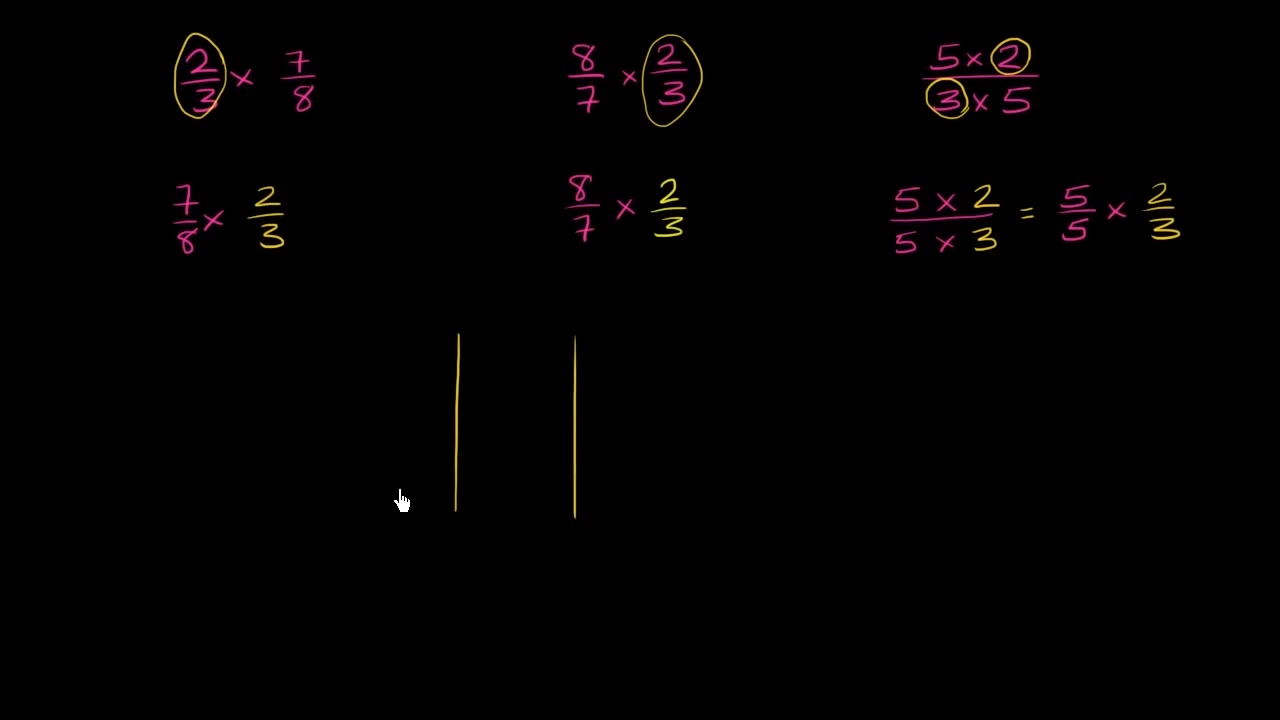 2/3 × 7/8
8/7 × 2/3
5 × 2 / 3 × 5
7/8 × 2/3
8/7 × 2/3
5 × 2 / 5 × 3 = 5/5 × 2/3